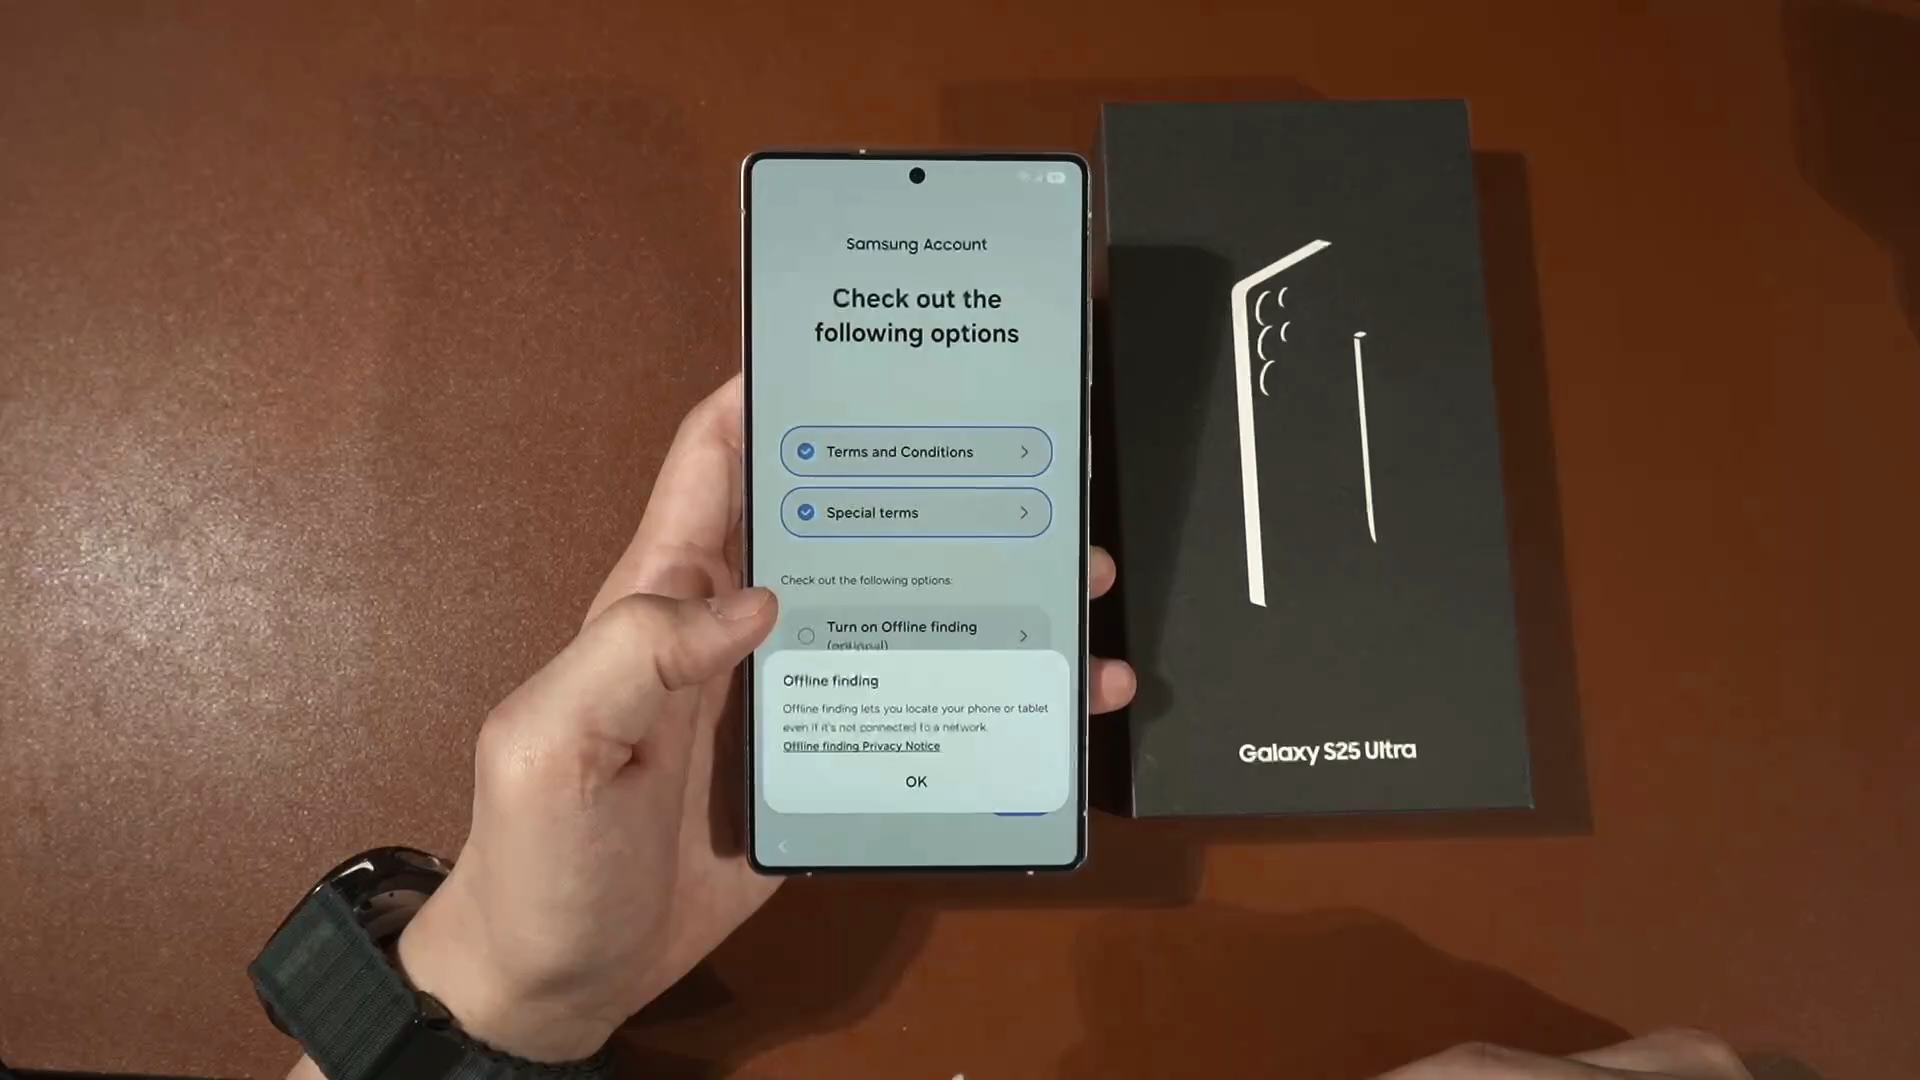 Samsung Account
Check out the
following options
Terms and Conditions
Special terms
Check out the following options:
Turn on Offline finding
(optional)
Offline finding
Offline finding lets you locate your phone or tablet
even if it's not connected to a network.
Offline finding Privacy Notice
OK
Galaxy S25 Ultra